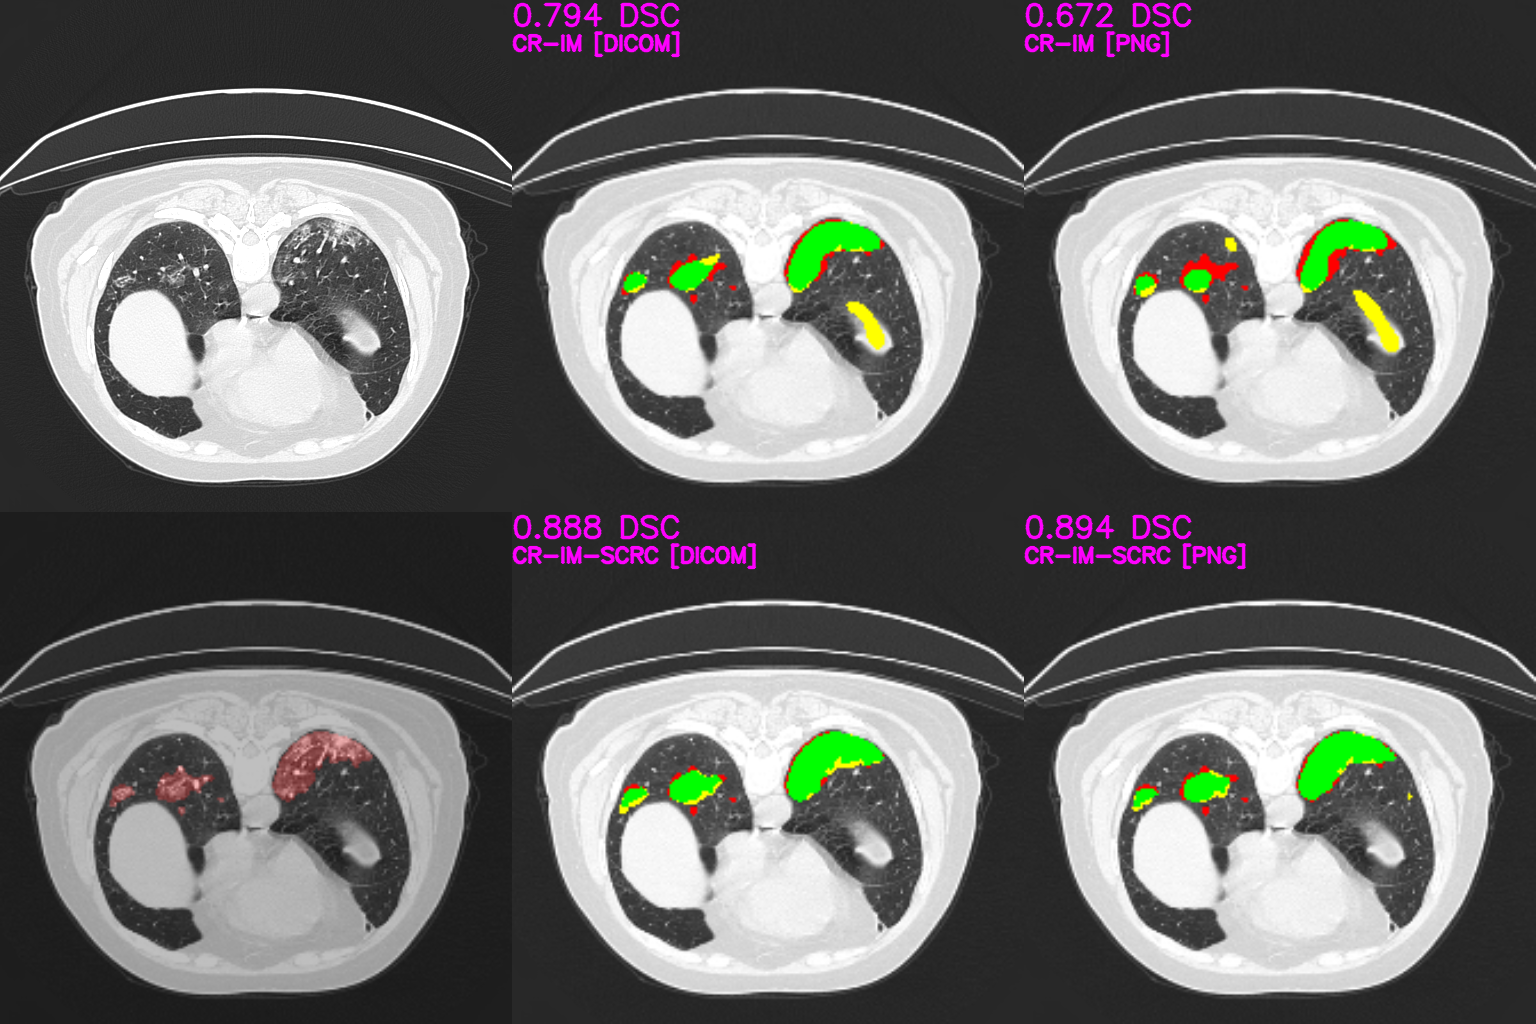 0.794 DSC
CR-IM [DICOM]
0.672 DSC
CR-IM [PNG]
0.888 DSC
CR-IM-SCRC [DICOM]
0.894 DSC
CR-IM-SCRC [PNG]